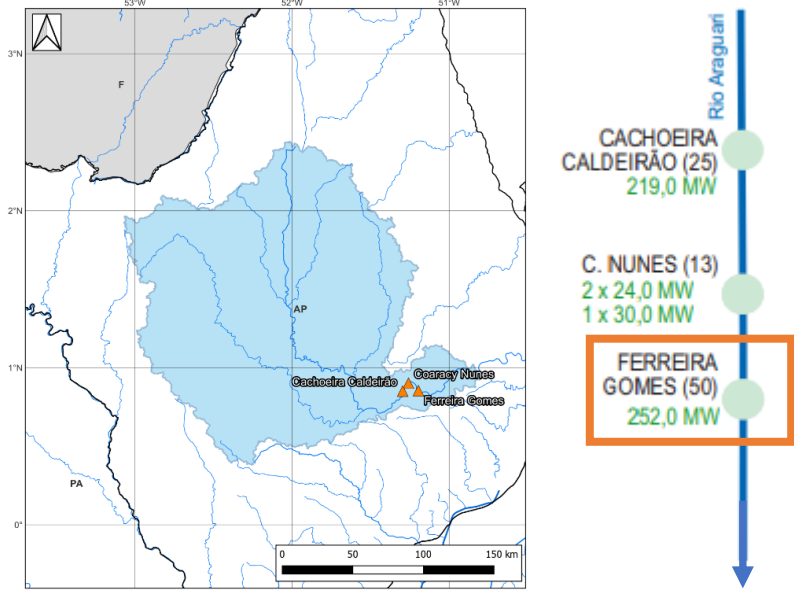 53°W
52°W
51°W
3°N
2°N
1°N
0°
F
AP
PA
Cachoeira Caldeirão
Coaracy Nunes
Ferreira Gomes
0 50 100 150 km
Rio Araguari
CACHOEIRA
CALDEIRÃO (25)
219,0 MW
C. NUNES (13)
2 x 24,0 MW
1 x 30,0 MW
FERREIRA
GOMES (50)
252,0 MW